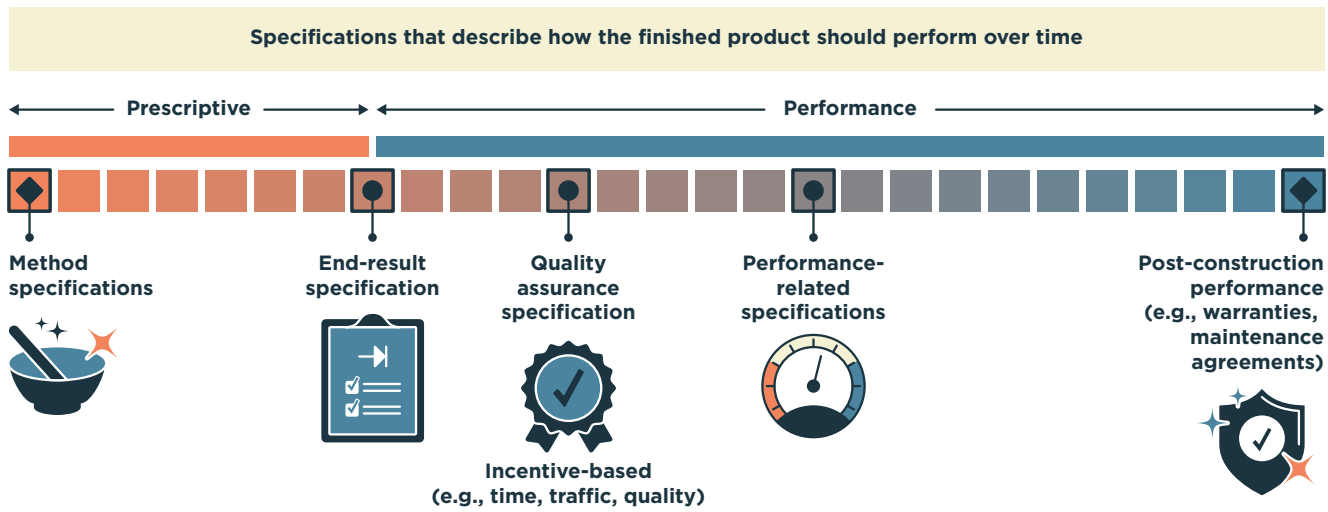 Specifications that describe how the finished product should perform over time
Prescriptive
Performance
Method
specifications
End-result
specification
Quality
assurance
specification
Incentive-based
(e.g., time, traffic, quality)
Performance-
related
specifications
Post-construction
performance
(e.g., warranties,
maintenance
agreements)